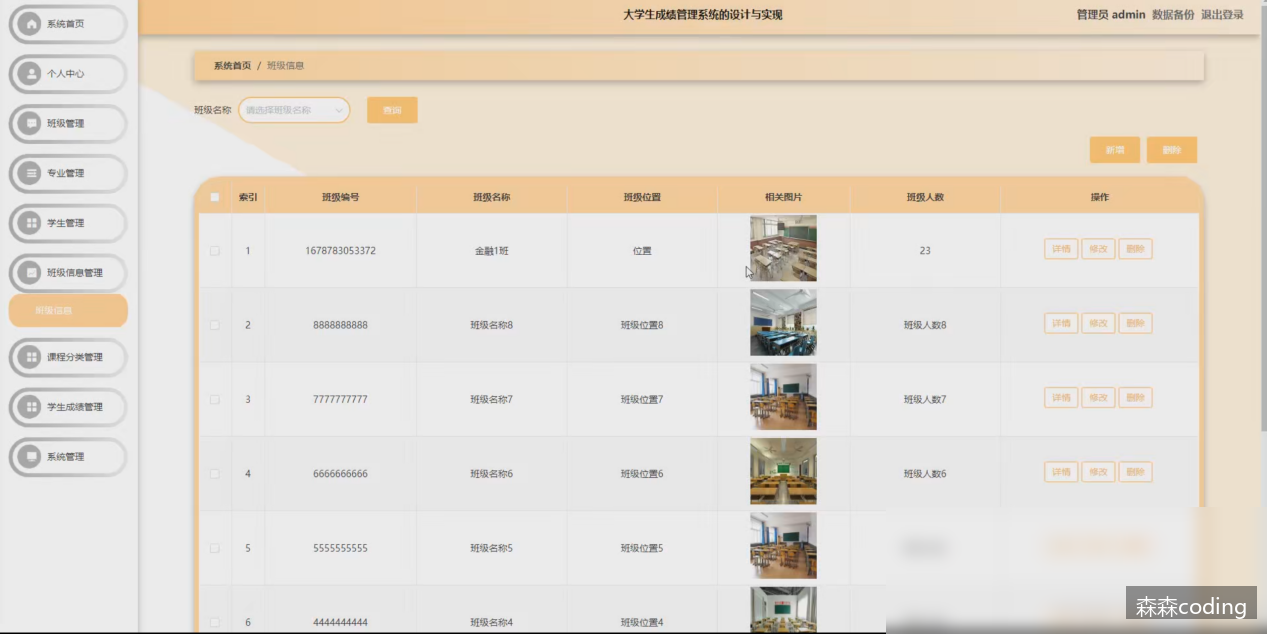 大学生成绩管理系统的设计与实现
管理员 admin 数据备份 退出登录
系统首页
个人中心
班级管理
专业管理
学生管理
班级信息管理
班级信息
课程分类管理
学生成绩管理
系统管理
系统首页 / 班级信息
班级名称 请选择班级名称 查询
新增 删除
索引 班级编号 班级名称 班级位置 相关图片 班级人数 操作
1 1678783053372 金融1班 位置 23 详情 修改 删除
2 8888888888 班级名称8 班级位置8 班级人数8 详情 修改 删除
3 7777777777 班级名称7 班级位置7 班级人数7 详情 修改 删除
4 6666666666 班级名称6 班级位置6 班级人数6 详情 修改 删除
5 5555555555 班级名称5 班级位置5
6 4444444444 班级名称4 班级位置4
森森coding